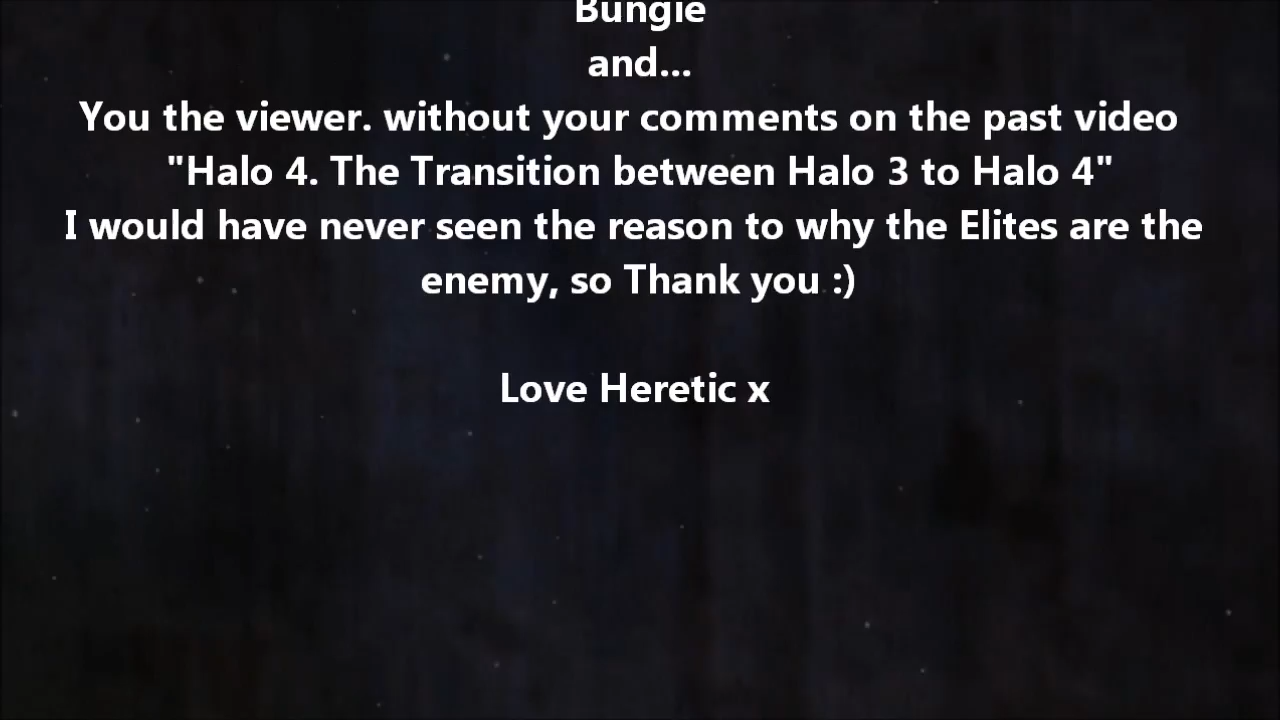 Bungie
and...
You the viewer. without your comments on the past video
"Halo 4. The Transition between Halo 3 to Halo 4"
I would have never seen the reason to why the Elites are the
enemy, so Thank you :)
Love Heretic x